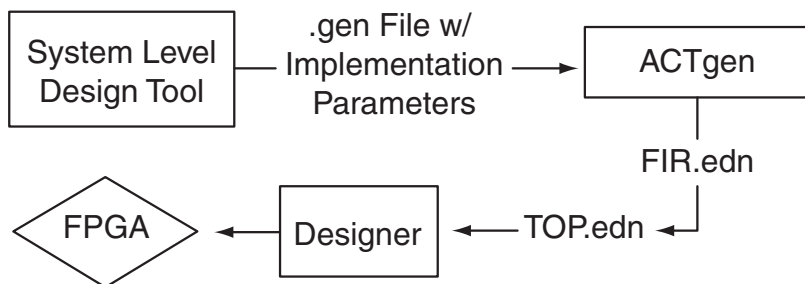 System Level
Design Tool
.gen File w/
Implementation
Parameters
ACTgen
FIR.edn
TOP.edn
Designer
FPGA